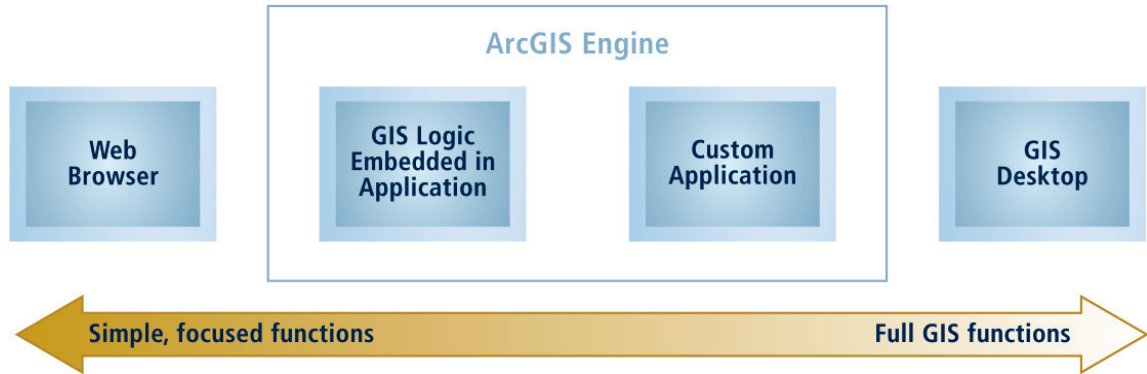 ArcGIS Engine
Web
Browser
GIS Logic
Embedded in
Application
Custom
Application
GIS
Desktop
Simple, focused functions
Full GIS functions